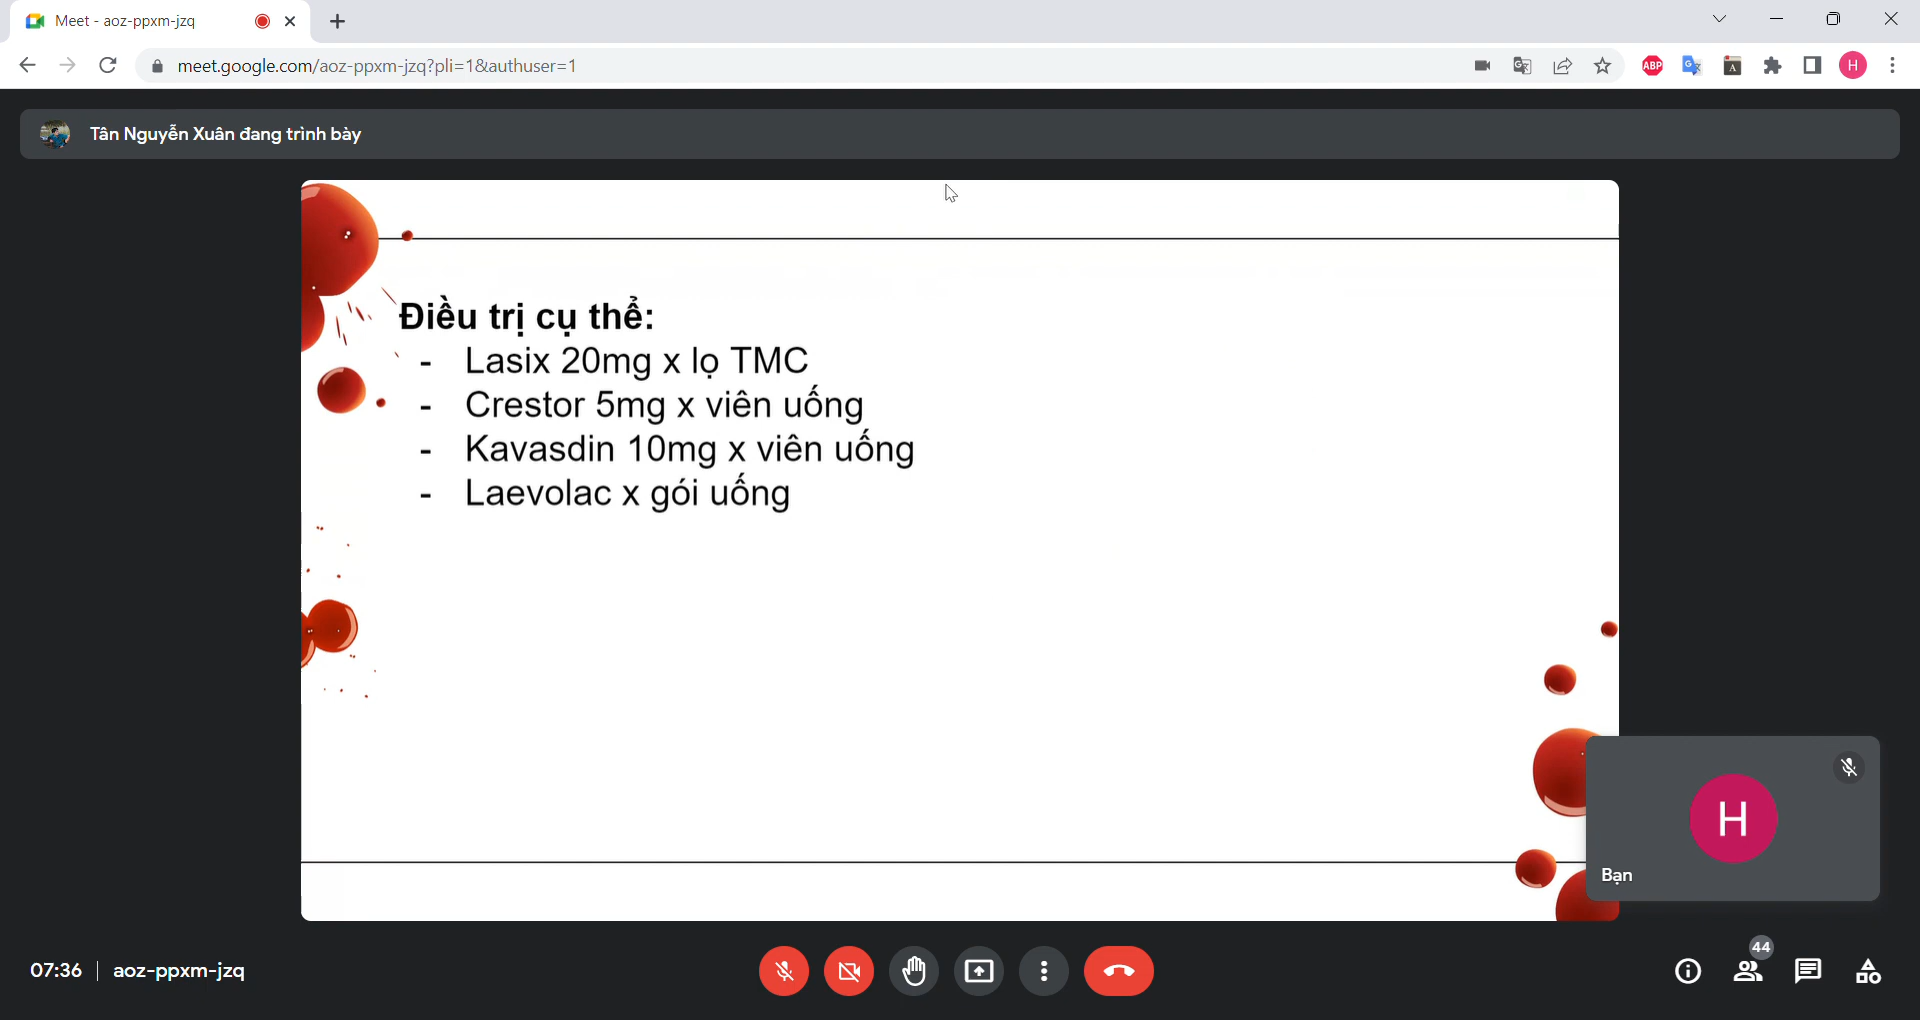 Meet - aoz-ppxm-jzq
meet.google.com/aoz-ppxm-jzq?pli=1&authuser=1
ABP
G
A
H
Tân Nguyễn Xuân đang trình bày
Điều trị cụ thể:
- Lasix 20mg x lọ TMC
- Crestor 5mg x viên uống
- Kavasdin 10mg x viên uống
- Laevolac x gói uống
H
Bạn
07:36 | aoz-ppxm-jzq
44